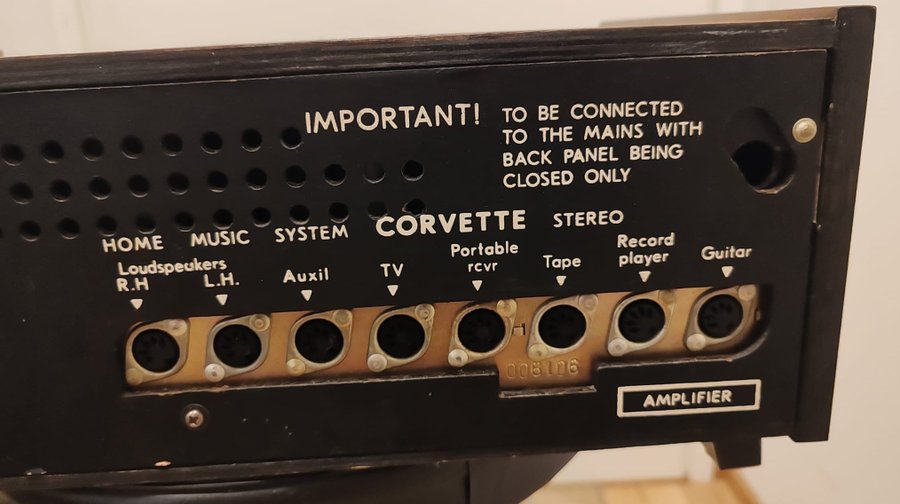 IMPORTANT!
TO BE CONNECTED
TO THE MAINS WITH
BACK PANEL BEING
CLOSED ONLY
HOME MUSIC SYSTEM CORVETTE STEREO
Loudspeukers
R.H L.H.
Auxil
TV
Portable
rcvr
Tape
Record
player
Guitar
008106
AMPLIFIER